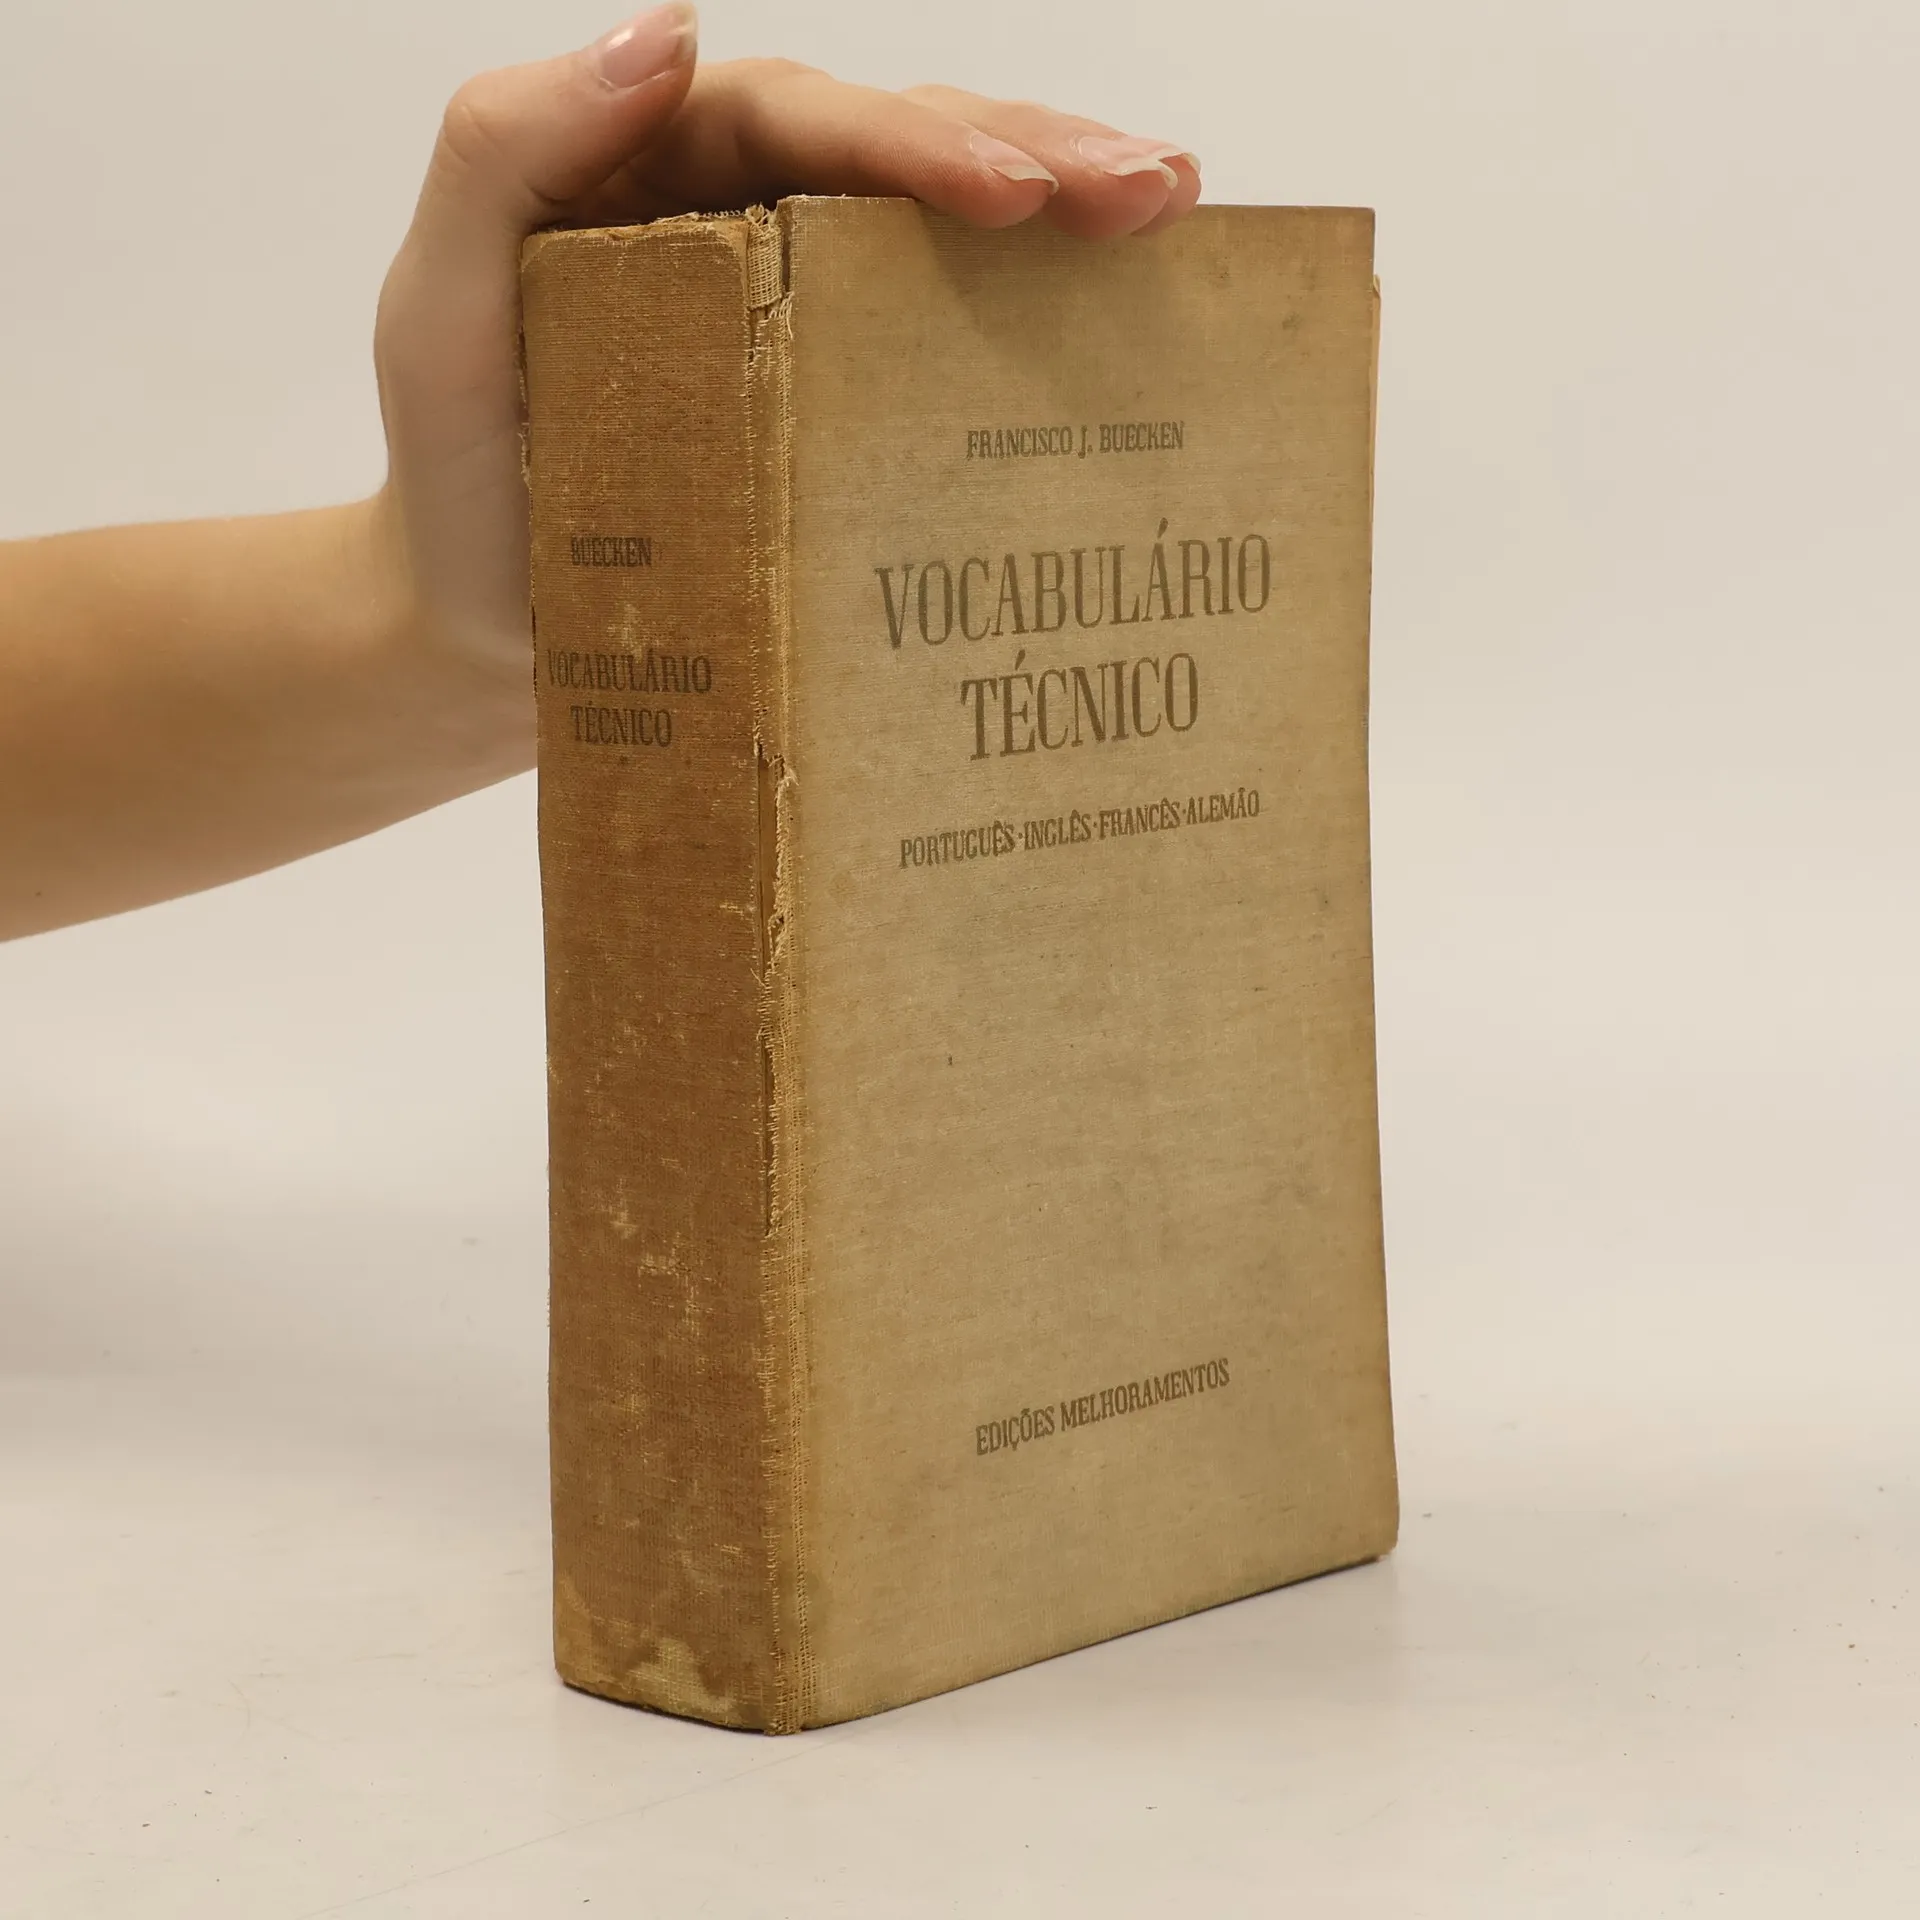 BUECKEN
VOCABULÁRIO
TÉCNICO
FRANCISCO J. BUECKEN
VOCABULÁRIO
TÉCNICO
PORTUGUÊS·INGLÊS·FRANCÊS·ALEMÃO
EDIÇÕES MELHORAMENTOS